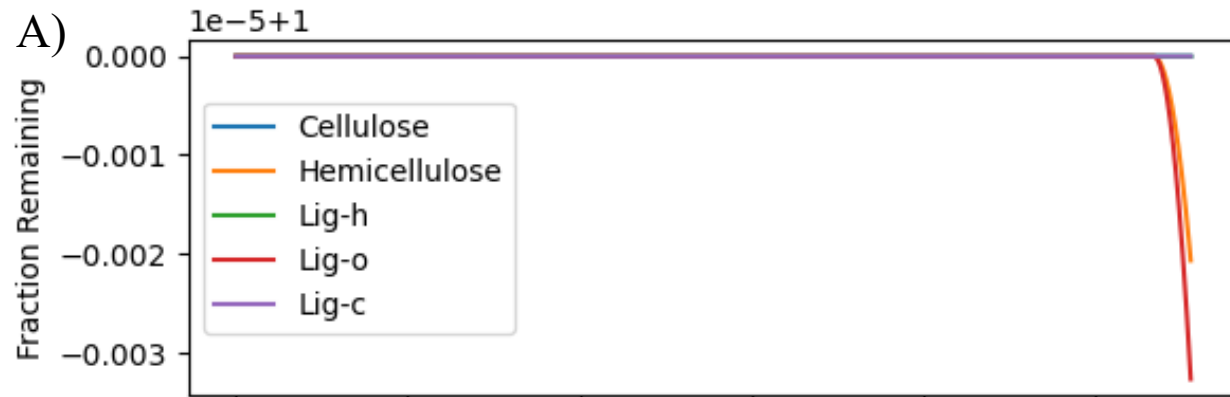 A)
1e−5+1
0.000
−0.001
−0.002
−0.003
Fraction Remaining
Cellulose
Hemicellulose
Lig-h
Lig-o
Lig-c